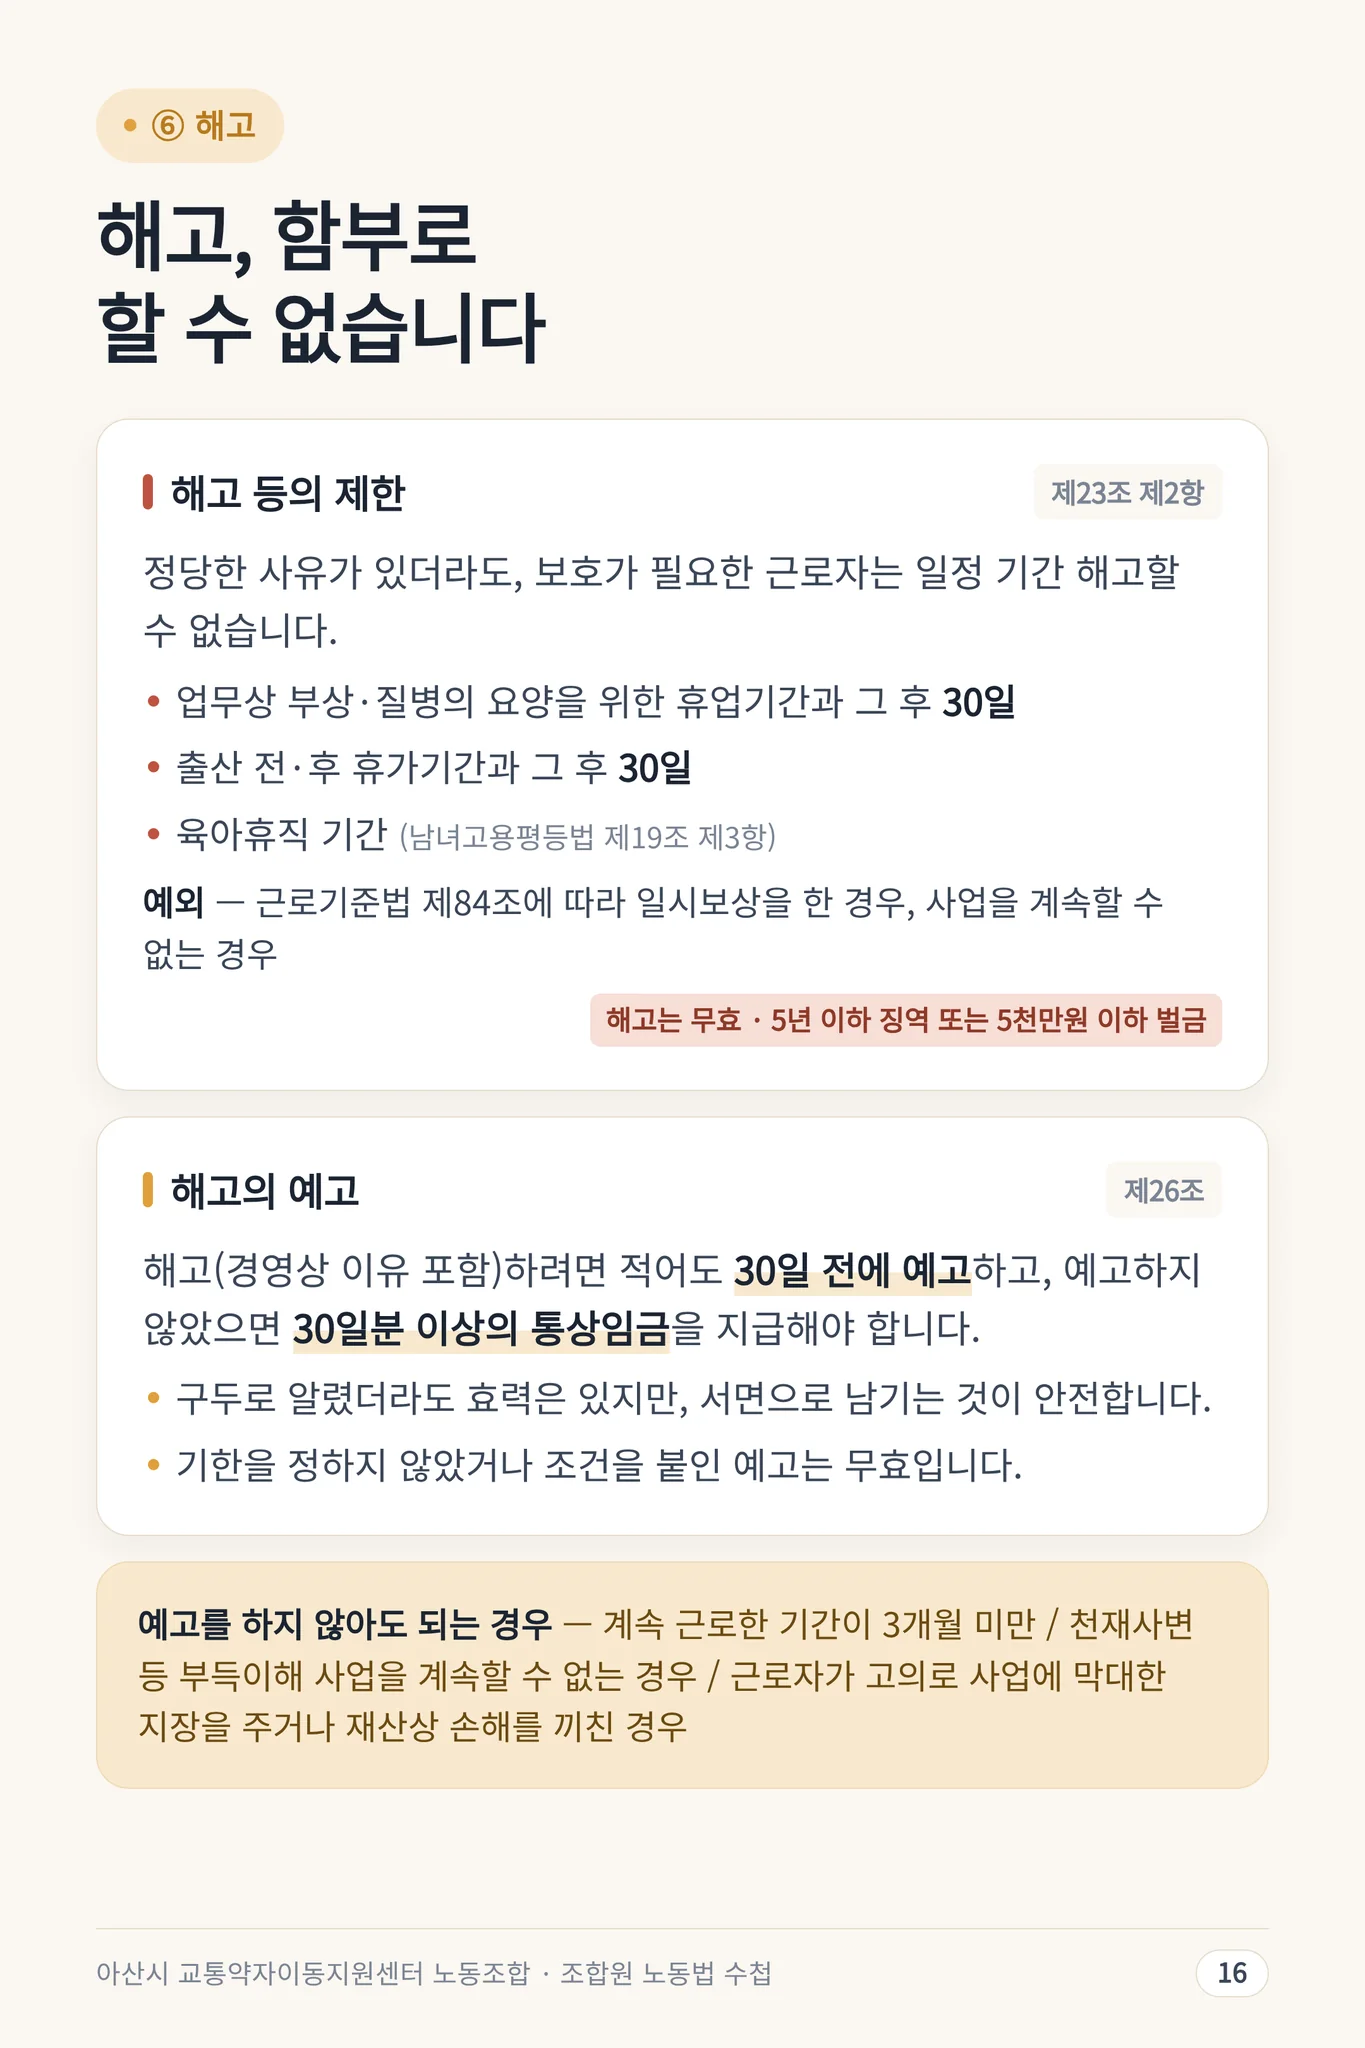 • ⑥ 해고
해고, 함부로
할 수 없습니다
해고 등의 제한
제23조 제2항
정당한 사유가 있더라도, 보호가 필요한 근로자는 일정 기간 해고할
수 없습니다.
• 업무상 부상·질병의 요양을 위한 휴업기간과 그 후 30일
• 출산 전·후 휴가기간과 그 후 30일
• 육아휴직 기간 (남녀고용평등법 제19조 제3항)
예외 — 근로기준법 제84조에 따라 일시보상을 한 경우, 사업을 계속할 수
없는 경우
해고는 무효 · 5년 이하 징역 또는 5천만원 이하 벌금
해고의 예고
제26조
해고(경영상 이유 포함)하려면 적어도 30일 전에 예고하고, 예고하지
않았으면 30일분 이상의 통상임금을 지급해야 합니다.
• 구두로 알렸더라도 효력은 있지만, 서면으로 남기는 것이 안전합니다.
• 기한을 정하지 않았거나 조건을 붙인 예고는 무효입니다.
예고를 하지 않아도 되는 경우 — 계속 근로한 기간이 3개월 미만 / 천재사변
등 부득이해 사업을 계속할 수 없는 경우 / 근로자가 고의로 사업에 막대한
지장을 주거나 재산상 손해를 끼친 경우
아산시 교통약자이동지원센터 노동조합 · 조합원 노동법 수첩
16